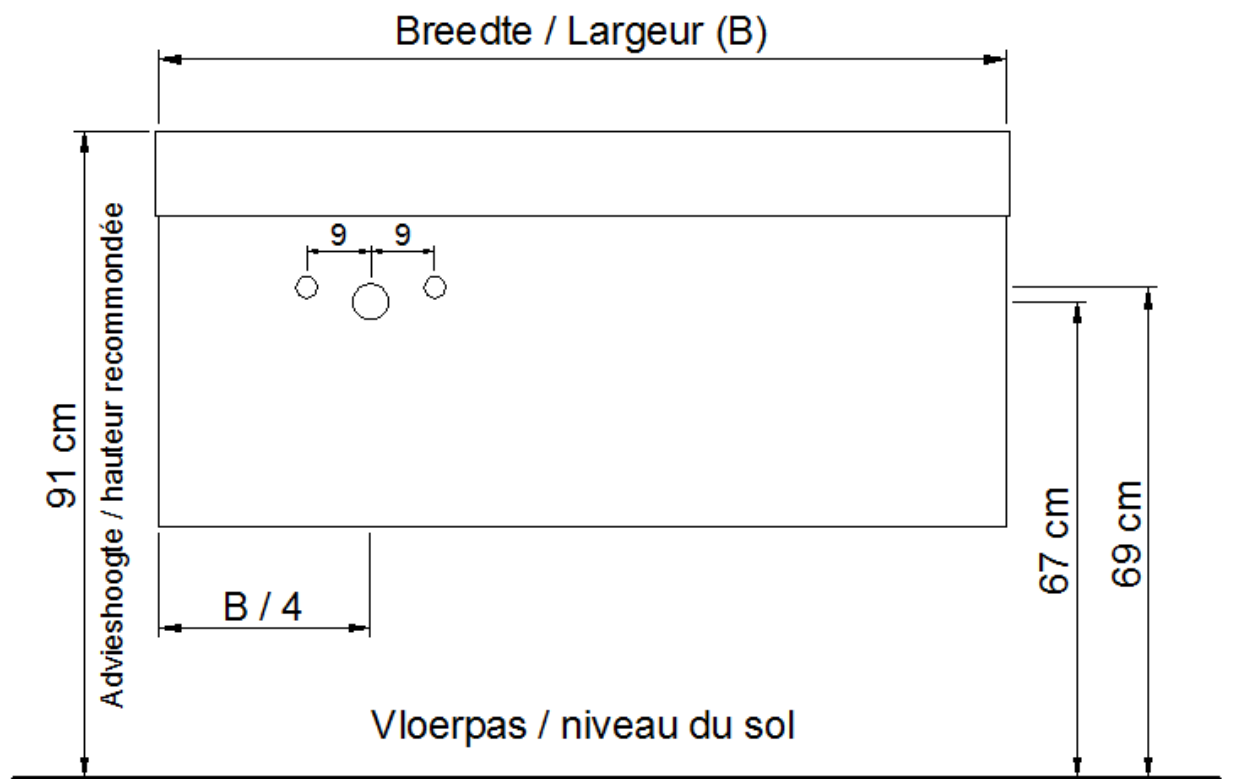 Breedte / Largeur (B)
9
9
91 cm
Advieshoogte / hauteur recommondée
67 cm
69 cm
B / 4
Vloerpas / niveau du sol